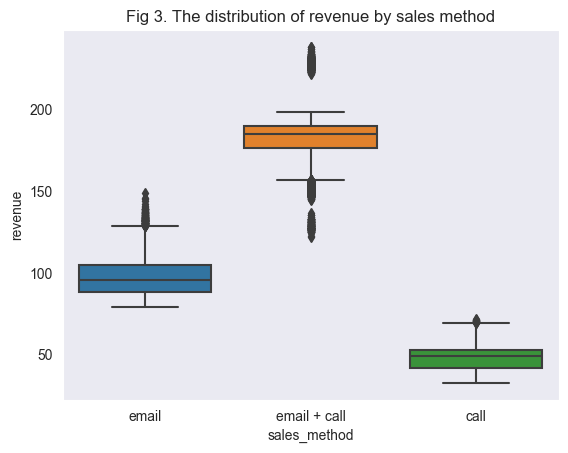 Fig 3. The distribution of revenue by sales method
200
150
100
50
revenue
email
email + call
call
sales_method